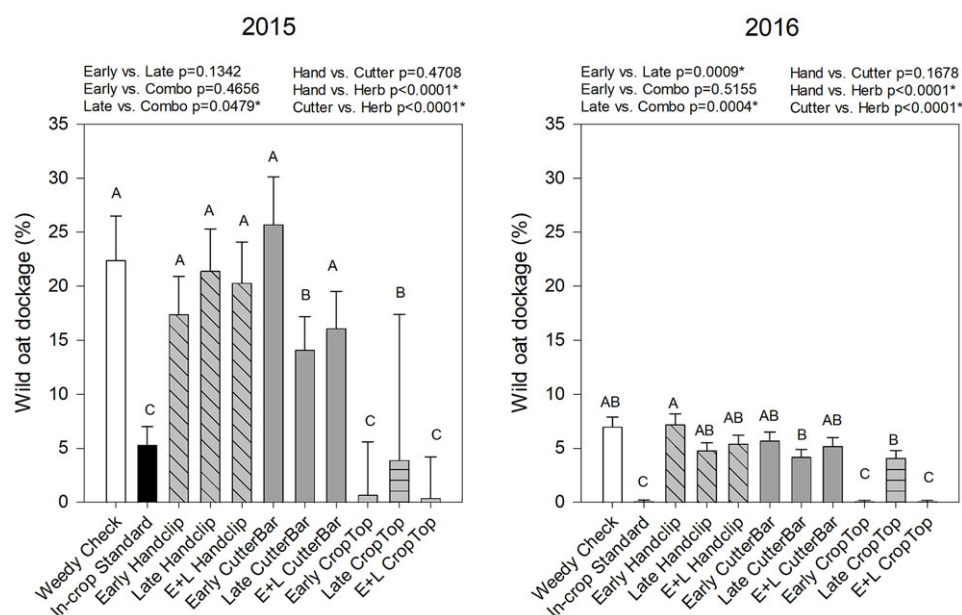 2015
Early vs. Late p=0.1342
Early vs. Combo p=0.4656
Late vs. Combo p=0.0479*
Hand vs. Cutter p=0.4708
Hand vs. Herb p<0.0001*
Cutter vs. Herb p<0.0001*
Wild oat dockage (%)
35
30
25
20
15
10
5
0
A
C
A
A
A
A
B
A
C
B
C
Weedy Check
In-crop Standard
Early Handclip
Late Handclip
E+L Handclip
Early CutterBar
Late CutterBar
E+L CutterBar
Early CropTop
Late CropTop
E+L CropTop
2016
Early vs. Late p=0.0009*
Early vs. Combo p=0.5155
Late vs. Combo p=0.0004*
Hand vs. Cutter p=0.1678
Hand vs. Herb p<0.0001*
Cutter vs. Herb p<0.0001*
Wild oat dockage (%)
35
30
25
20
15
10
5
0
AB
C
A
AB
AB
AB
B
AB
C
B
C
Weedy Check
In-crop Standard
Early Handclip
Late Handclip
E+L Handclip
Early CutterBar
Late CutterBar
E+L CutterBar
Early CropTop
Late CropTop
E+L CropTop